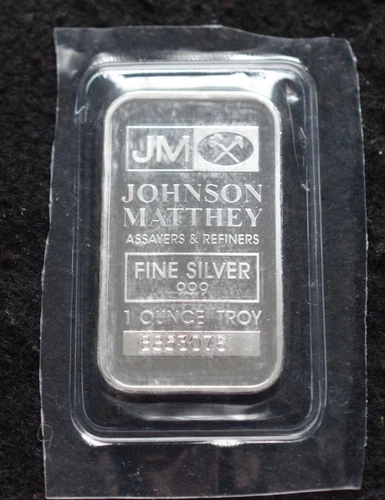 JM
JOHNSON
MATTHEY
ASSAYERS & REFINERS
FINE SILVER
999
1 OUNCE TROY